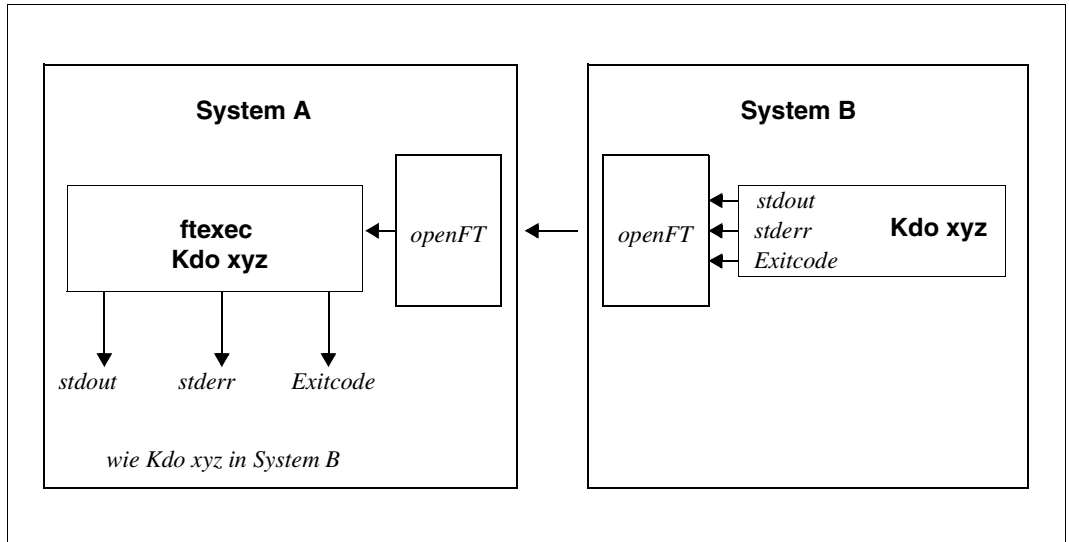 System A
ftexec
Kdo xyz
openFT
stdout
stderr
Exitcode
wie Kdo xyz in System B
System B
openFT
stdout
stderr
Exitcode
Kdo xyz